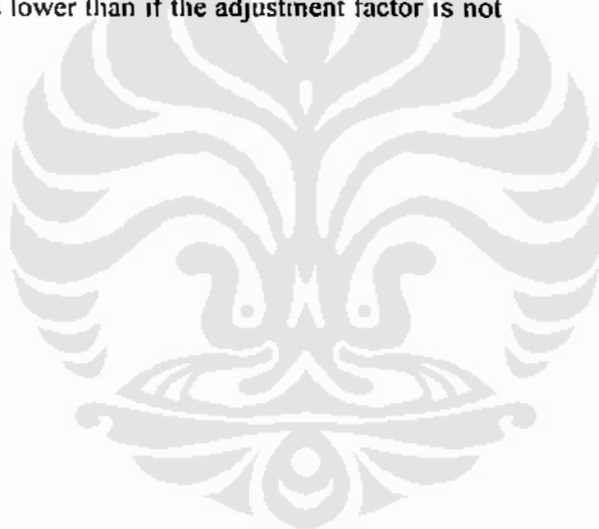 lower than if the adjustment factor is not